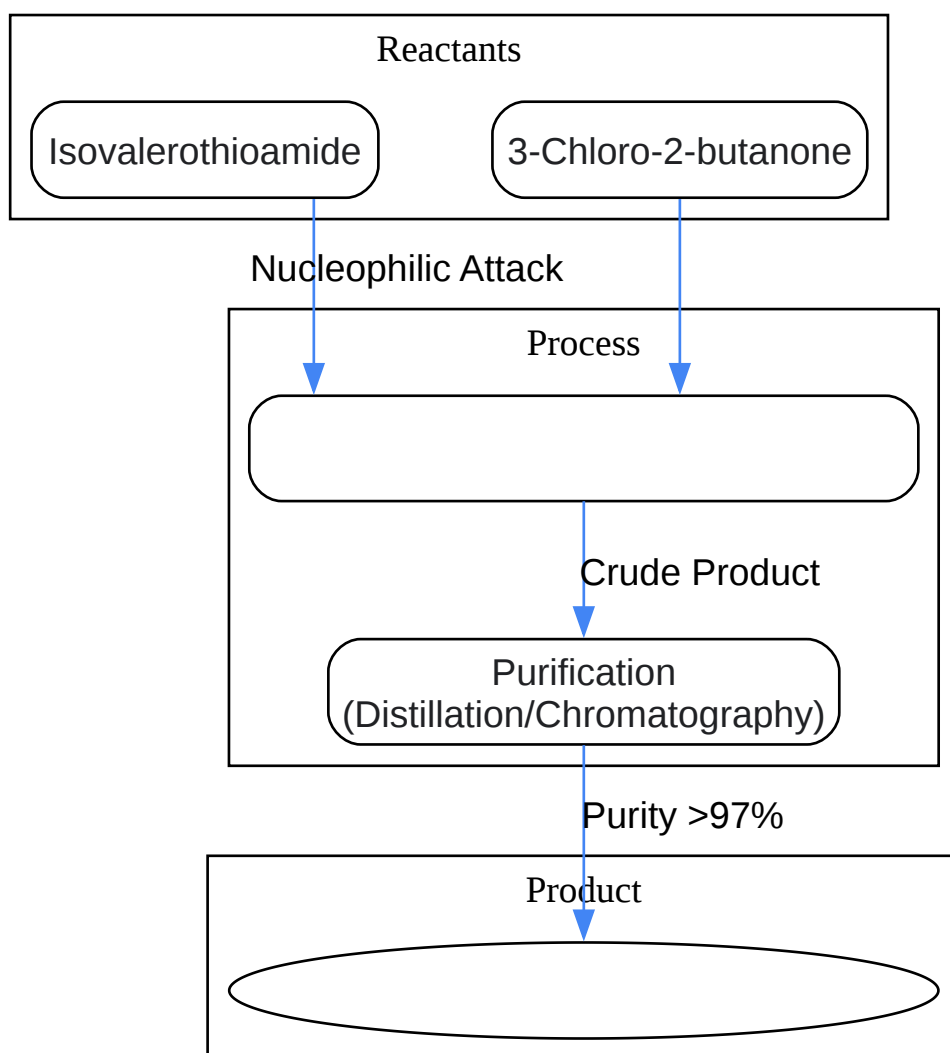 Reactants
Isovalerothioamide
3-Chloro-2-butanone
Nucleophilic Attack
Process
Crude Product
Purification
(Distillation/Chromatography)
Purity >97%
Product